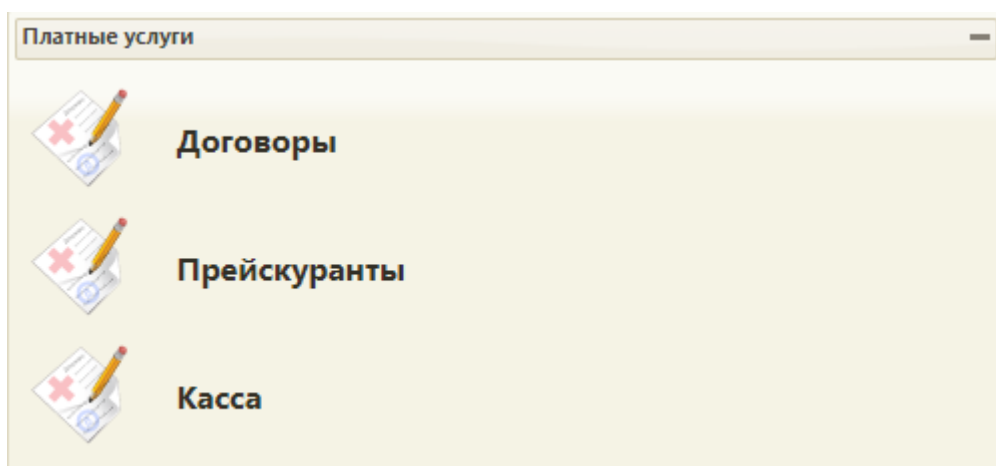 Платные услуги
Договоры
Прейскуранты
Касса